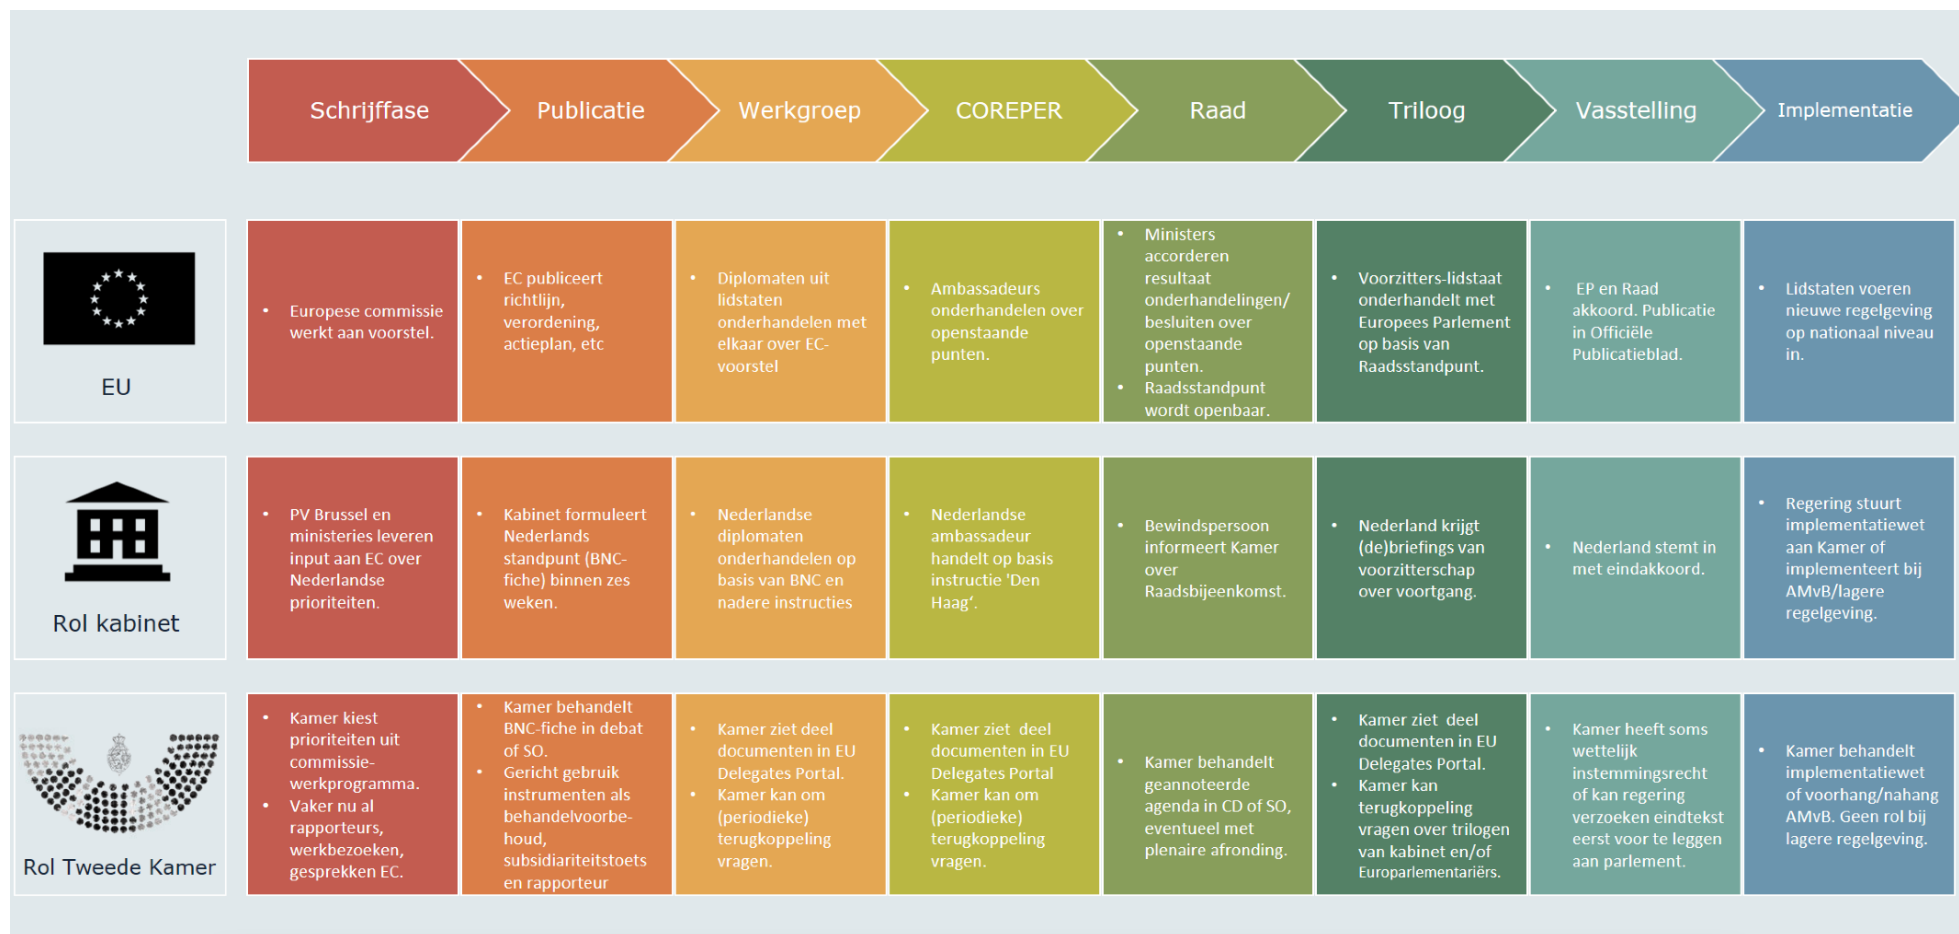 Schrijffase
Publicatie
Werkgroep
COREPER
Raad
Triloog
Vasstelling
Implementatie
EU
• Europese commissie
werkt aan voorstel.
• EC publiceert
richtlijn,
verordening,
actieplan, etc
• Diplomaten uit
lidstaten
onderhandelen met
elkaar over EC-
voorstel
• Ambassadeurs
onderhandelen over
openstaande
punten.
• Ministers
accorderen
resultaat
onderhandelingen/
besluiten over
openstaande
punten.
• Raadsstandpunt
wordt openbaar.
• Voorzitters-lidstaat
onderhandelt met
Europees Parlement
op basis van
Raadsstandpunt.
• EP en Raad
akkoord. Publicatie
in Officiële
Publicatieblad.
• Lidstaten voeren
nieuwe regelgeving
op nationaal niveau
in.
Rol kabinet
• PV Brussel en
ministeries leveren
input aan EC over
Nederlandse
prioriteiten.
• Kabinet formuleert
Nederlands
standpunt (BNC-
fiche) binnen zes
weken.
• Nederlandse
diplomaten
onderhandelen op
basis van BNC en
nadere instructies
• Nederlandse
ambassadeur
handelt op basis
instructie 'Den
Haag‘.
• Bewindspersoon
informeert Kamer
over
Raadsbijeenkomst.
• Nederland krijgt
(de)briefings van
voorzitterschap
over voortgang.
• Nederland stemt in
met eindakkoord.
• Regering stuurt
implementatiewet
aan Kamer of
implementeert bij
AMvB/lagere
regelgeving.
Rol Tweede Kamer
• Kamer kiest
prioriteiten uit
commissie-
werkprogramma.
• Vaker nu al
rapporteurs,
werkbezoeken,
gesprekken EC.
• Kamer behandelt
BNC-fiche in debat
of SO.
• Gericht gebruik
instrumenten als
behandelvoorbe-
houd,
subsidiariteitstoets
en rapporteur
• Kamer ziet deel
documenten in EU
Delegates Portal.
• Kamer kan om
(periodieke)
terugkoppeling
vragen.
• Kamer ziet deel
documenten in EU
Delegates Portal
• Kamer kan om
(periodieke)
terugkoppeling
vragen.
• Kamer behandelt
geannoteerde
agenda in CD of SO,
eventueel met
plenaire afronding.
• Kamer ziet deel
documenten in EU
Delegates Portal.
• Kamer kan
terugkoppeling
vragen over trilogen
van kabinet en/of
Europarlementariërs.
• Kamer heeft soms
wettelijk
instemmingsrecht
of kan regering
verzoeken eindtekst
eerst voor te leggen
aan parlement.
• Kamer behandelt
implementatiewet
of voorhang/nahang
AMvB. Geen rol bij
lagere regelgeving.